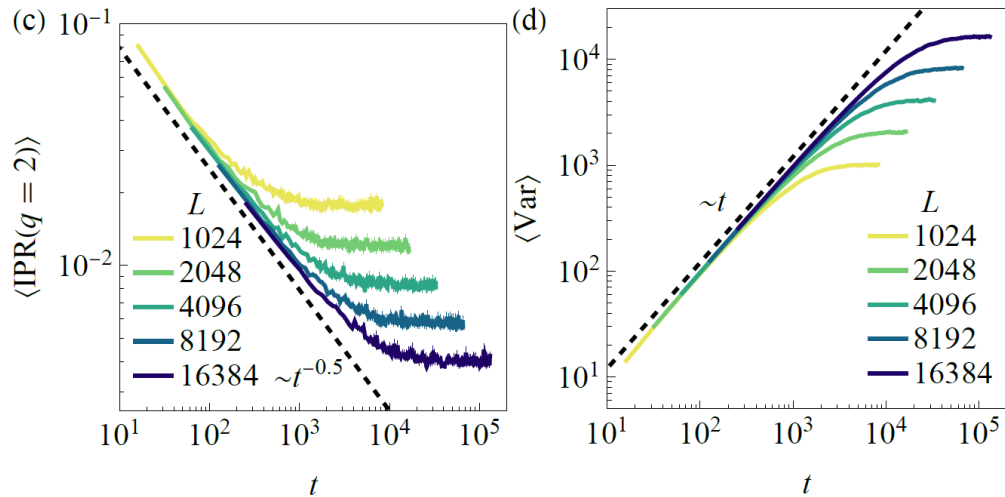 (c)
10^{-1}
10^{-2}
⟨IPR(q = 2)⟩
L
1024
2048
4096
8192
16384
~t^{-0.5}
10^1 10^2 10^3 10^4 10^5
t
(d)
10^4
10^3
10^2
10^1
⟨Var⟩
~t
L
1024
2048
4096
8192
16384
10^1 10^2 10^3 10^4 10^5
t